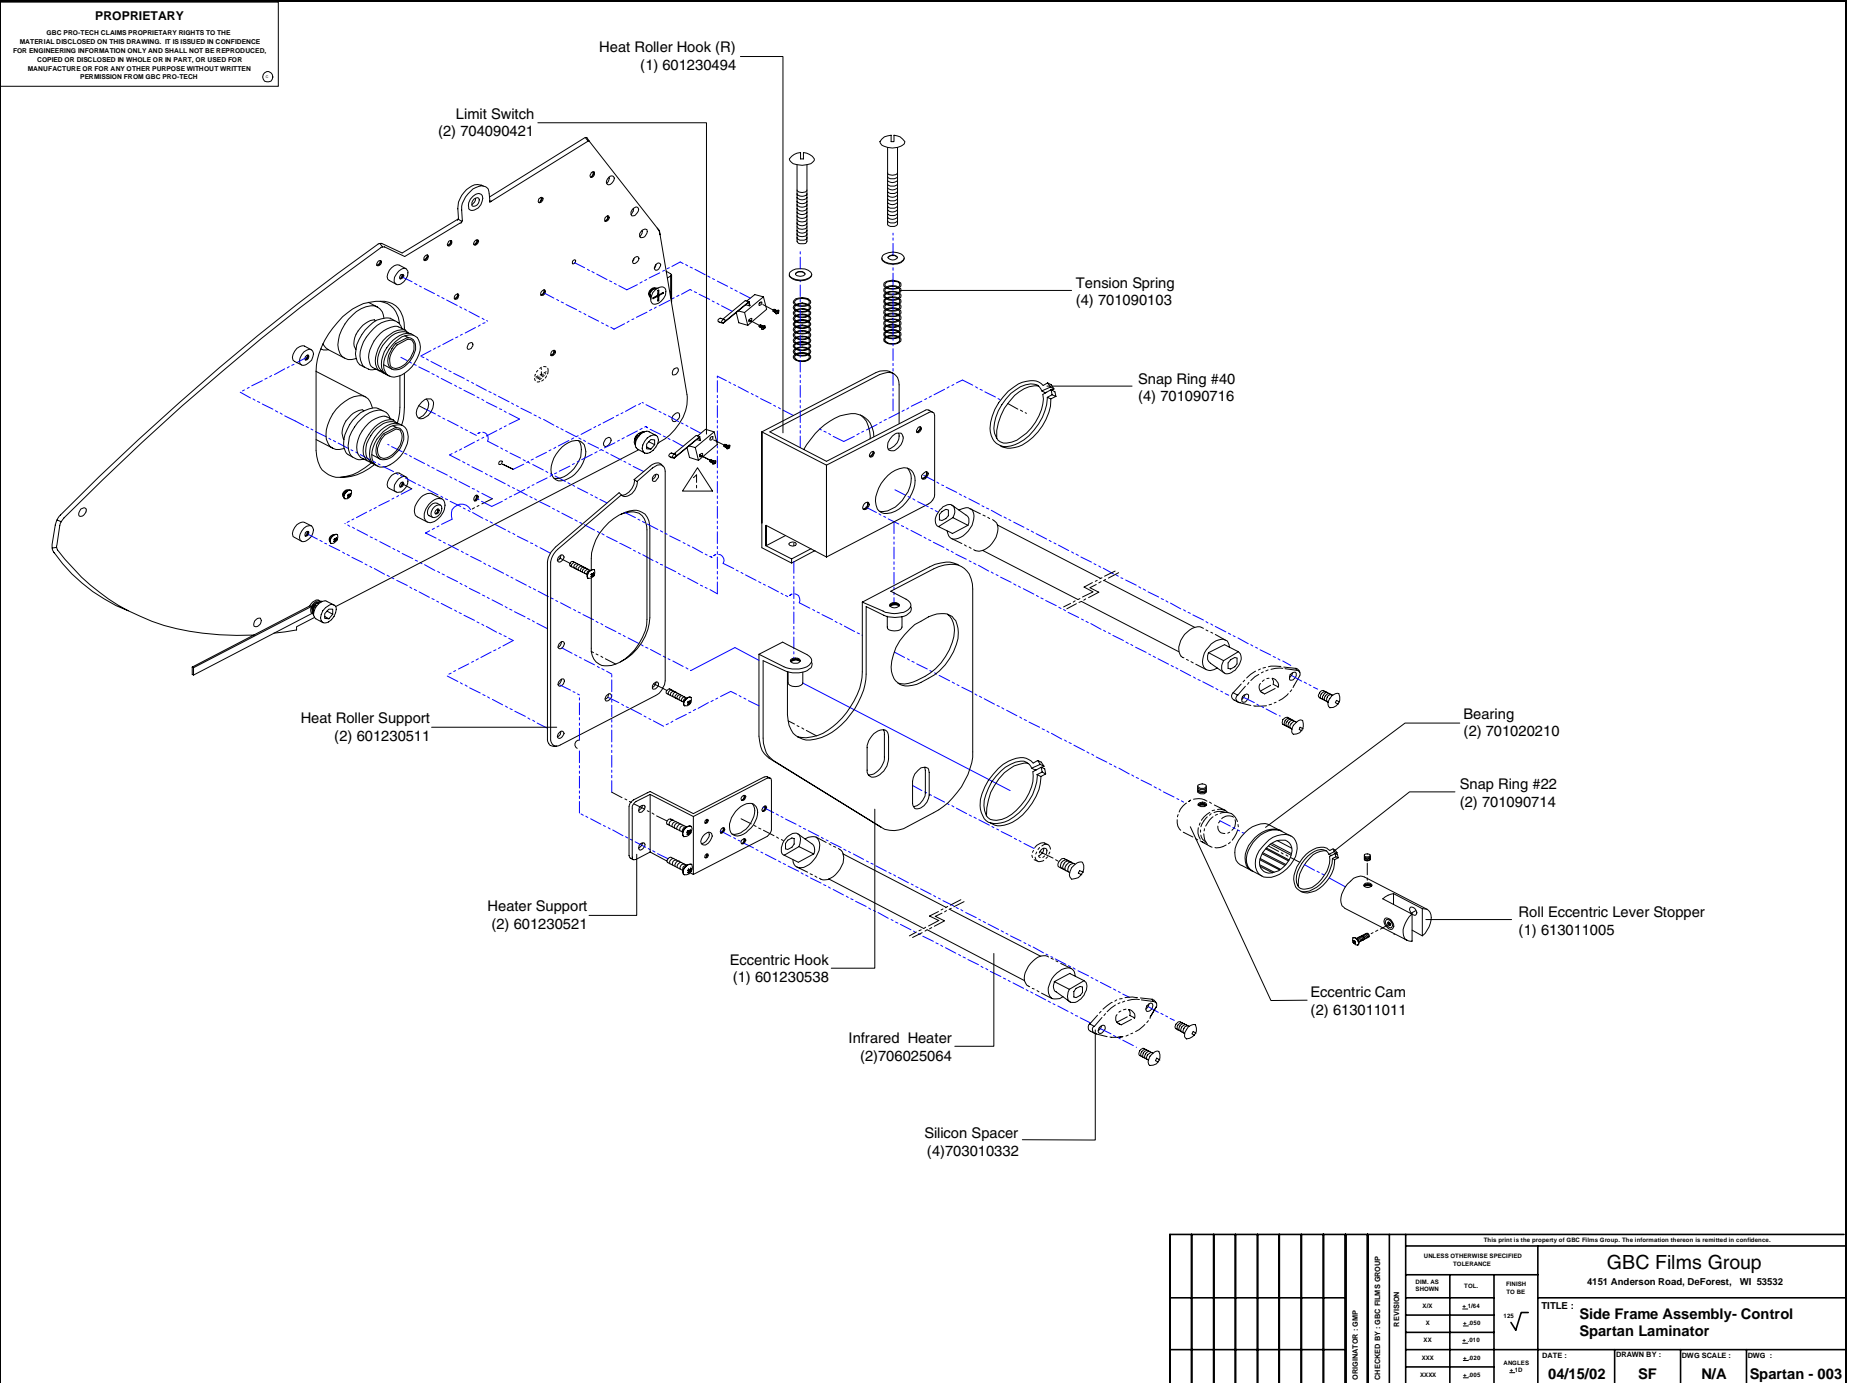 PROPRIETARY
GBC PRO-TECH CLAIMS PROPRIETARY RIGHTS TO THE
MATERIAL DISCLOSED ON THIS DRAWING. IT IS ISSUED IN CONFIDENCE
FOR ENGINEERING INFORMATION ONLY AND SHALL NOT BE REPRODUCED,
COPIED OR DISCLOSED IN WHOLE OR IN PART, OR USED FOR
MANUFACTURE OR FOR ANY OTHER PURPOSE WITHOUT WRITTEN
PERMISSION FROM GBC PRO-TECH
Heat Roller Hook (R)
(1) 601230494
Limit Switch
(2) 704090421
Tension Spring
(4) 701090103
Snap Ring #40
(4) 701090716
1
Heat Roller Support
(2) 601230511
Bearing
(2) 701020210
Snap Ring #22
(2) 701090714
Heater Support
(2) 601230521
Roll Eccentric Lever Stopper
(1) 613011005
Eccentric Hook
(1) 601230538
Eccentric Cam
(2) 613011011
Infrared Heater
(2)706025064
Silicon Spacer
(4)703010332
This print is the property of GBC Films Group. The information thereon is remitted in confidence.
ORIGINATOR : GMP
CHECKED BY : GBC FILMS GROUP
REVISION
UNLESS OTHERWISE SPECIFIED
TOLERANCE
DIM. AS
SHOWN
TOL.
FINISH
TO BE
X/X ±1/64
X ±.050
XX ±.010
XXX ±.020
XXXX ±.005
125
ANGLES
±1D
GBC Films Group
4151 Anderson Road, DeForest, WI 53532
TITLE :
Side Frame Assembly- Control
Spartan Laminator
DATE :
04/15/02
DRAWN BY :
SF
DWG SCALE :
N/A
DWG :
Spartan - 003